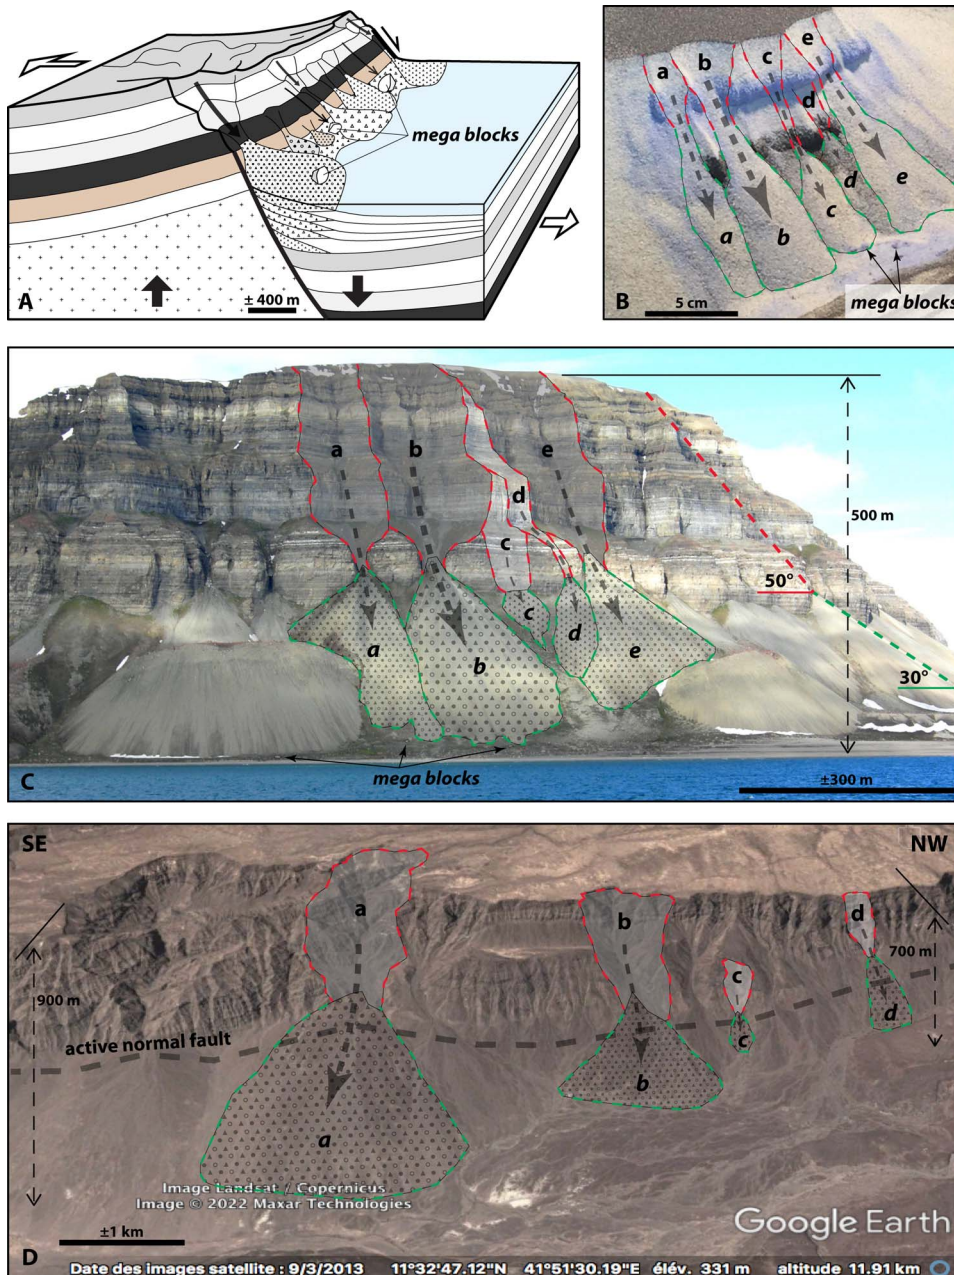 mega blocks
A
± 400 m
a
b
c
e
d
a
b
c
d
e
B
5 cm
mega blocks
a
b
e
d
c
500 m
50°
c
d
a
b
e
30°
mega blocks
C
±300 m
SE
NW
a
b
d
c
700 m
900 m
d
active normal fault
c
b
a
Image Landsat / Copernicus
Image © 2022 Maxar Technologies
Google Earth
±1 km
D
Date des images satellite : 9/3/2013 11°32'47.12"N 41°51'30.19"E élév. 331 m altitude 11.91 km